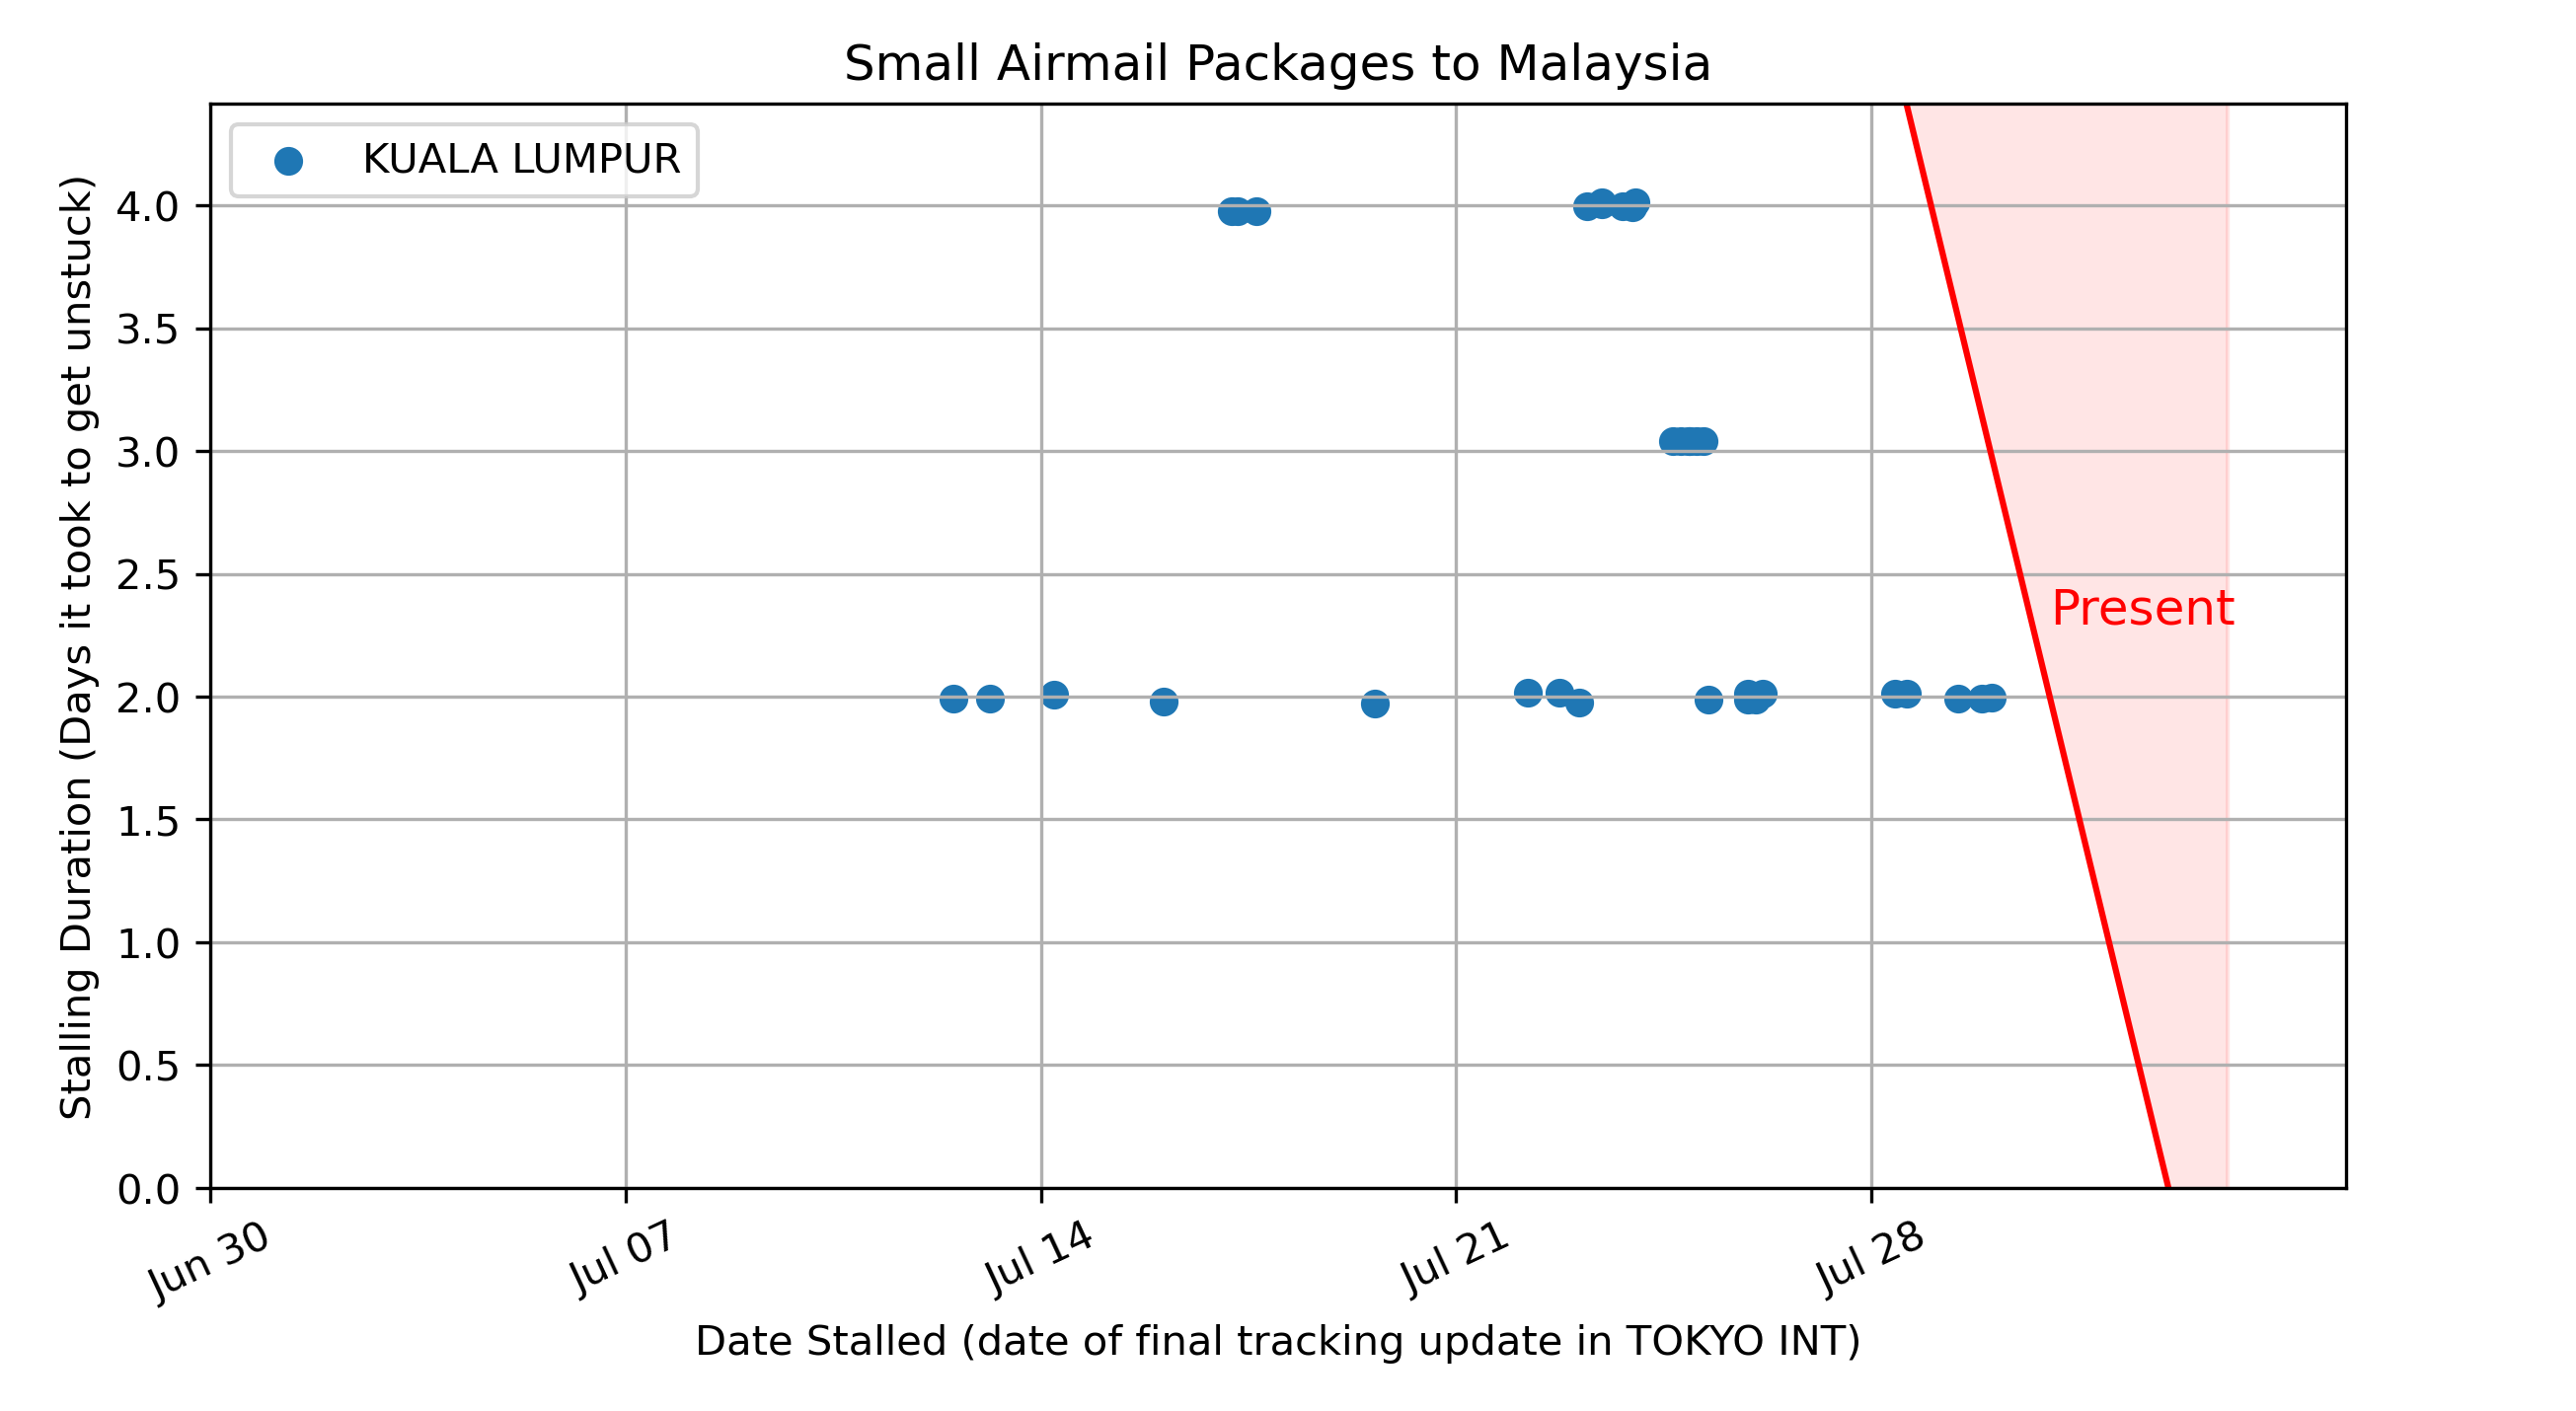 Small Airmail Packages to Malaysia
KUALA LUMPUR
Stalling Duration (Days it took to get unstuck)
4.0
3.5
3.0
2.5
2.0
1.5
1.0
0.5
0.0
Present
Jun 30
Jul 07
Jul 14
Jul 21
Jul 28
Date Stalled (date of final tracking update in TOKYO INT)